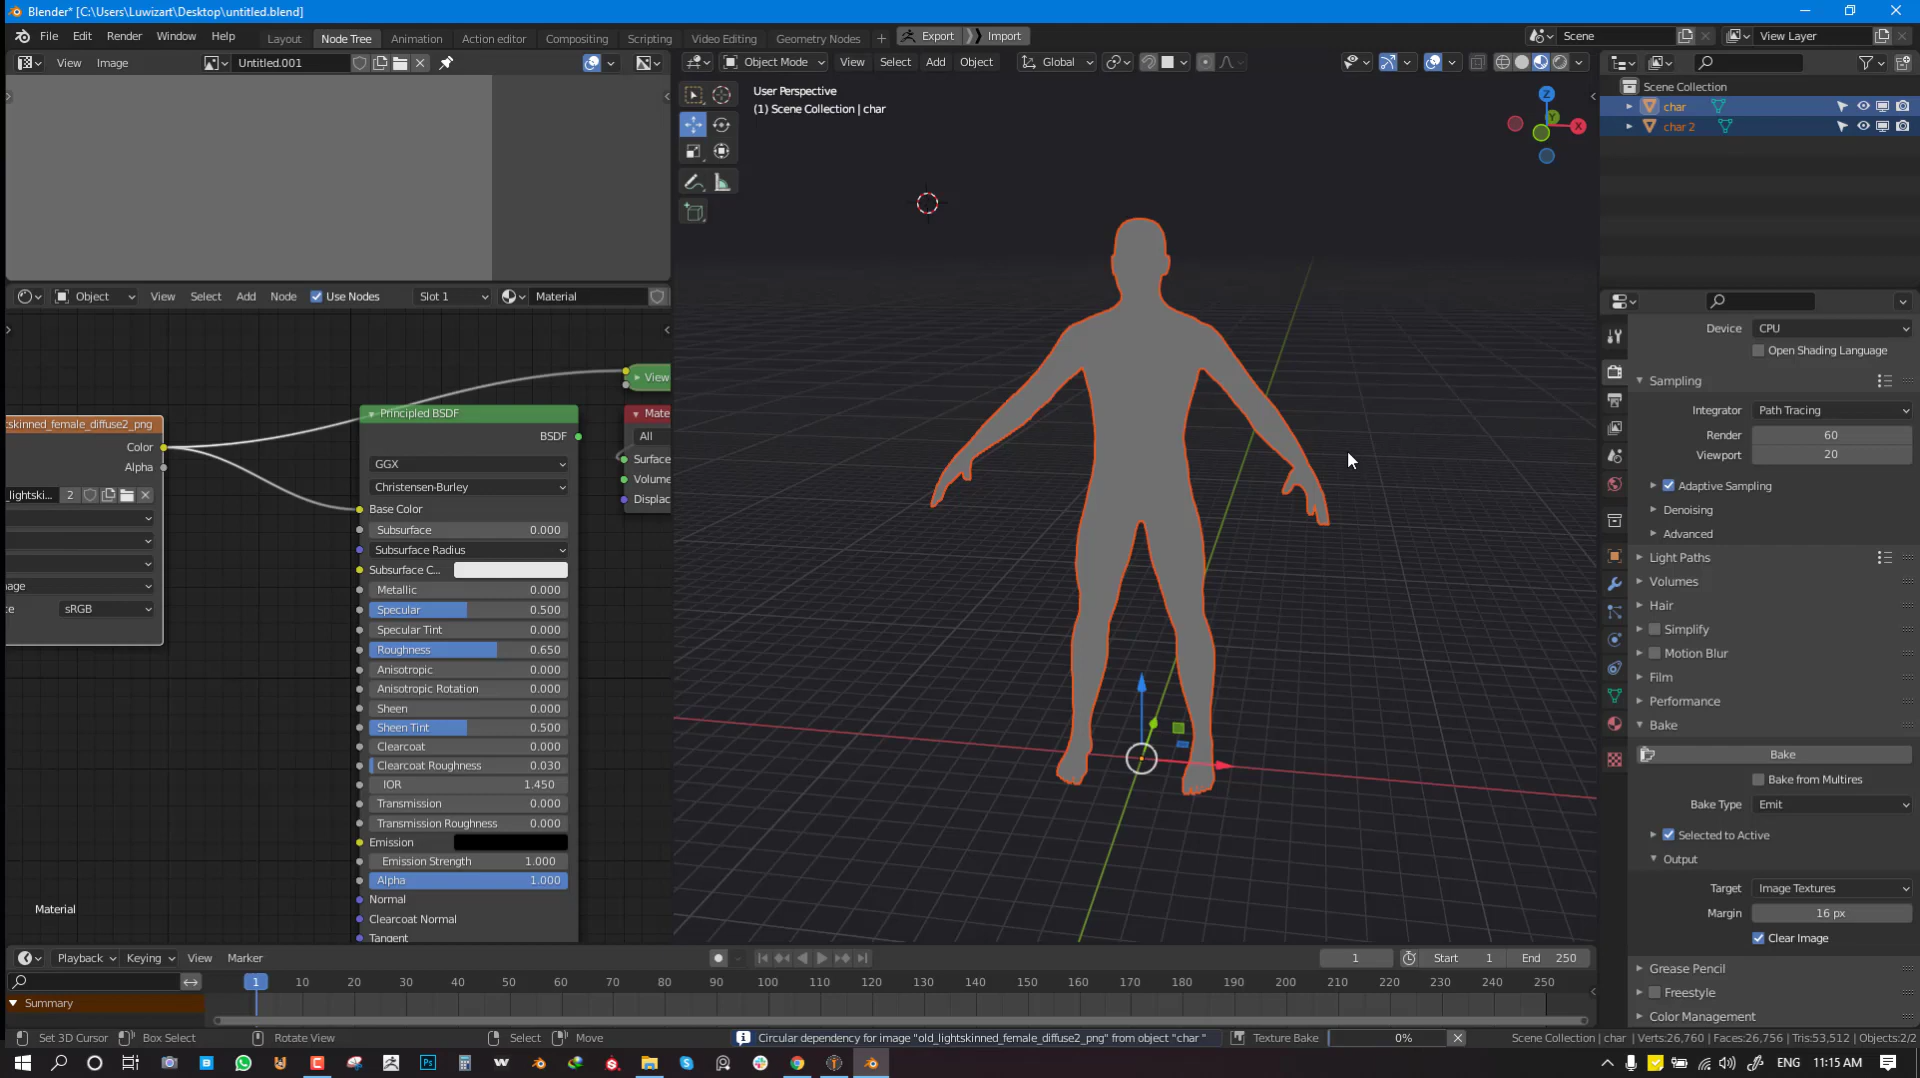 Blender* [C:\Users\Luwizart\Desktop\untitled.blend]
File Edit Render Window Help Layout Node Tree Animation Action editor Compositing Scripting Video Editing Geometry Nodes + Export Import Scene View Layer
View Image Untitled.001 Object Mode View Select Add Object Global
User Perspective
(1) Scene Collection | char
Z
Y
X
Scene Collection
char
char 2
Object View Select Add Node Use Nodes Slot 1 Material
View
skinned_female_diffuse2_png
Color
Alpha
_lightski... 2
age
ce sRGB
Principled BSDF
BSDF
GGX
Christensen-Burley
Base Color
Subsurface 0.000
Subsurface Radius
Subsurface C...
Metallic 0.000
Specular 0.500
Specular Tint 0.000
Roughness 0.650
Anisotropic 0.000
Anisotropic Rotation 0.000
Sheen 0.000
Sheen Tint 0.500
Clearcoat 0.000
Clearcoat Roughness 0.030
IOR 1.450
Transmission 0.000
Transmission Roughness 0.000
Emission
Emission Strength 1.000
Alpha 1.000
Normal
Clearcoat Normal
Tangent
Mate
All
Surface
Volume
Displac
Material
Device CPU
Open Shading Language
Sampling
Integrator Path Tracing
Render 60
Viewport 20
Adaptive Sampling
Denoising
Advanced
Light Paths
Volumes
Hair
Simplify
Motion Blur
Film
Performance
Bake
Bake
Bake from Multires
Bake Type Emit
Selected to Active
Output
Target Image Textures
Margin 16 px
Clear Image
Grease Pencil
Freestyle
Color Management
Playback Keying View Marker 1 Start 1 End 250
1 10 20 30 40 50 60 70 80 90 100 110 120 130 140 150 160 170 180 190 200 210 220 230 240 250
Summary
Set 3D Cursor Box Select Rotate View Select Move Circular dependency for image "old_lightskinned_female_diffuse2_png" from object "char" Texture Bake 0% Scene Collection | char | Verts:26,760 | Faces:26,756 | Tris:53,512 | Objects:2/2
ENG 11:15 AM